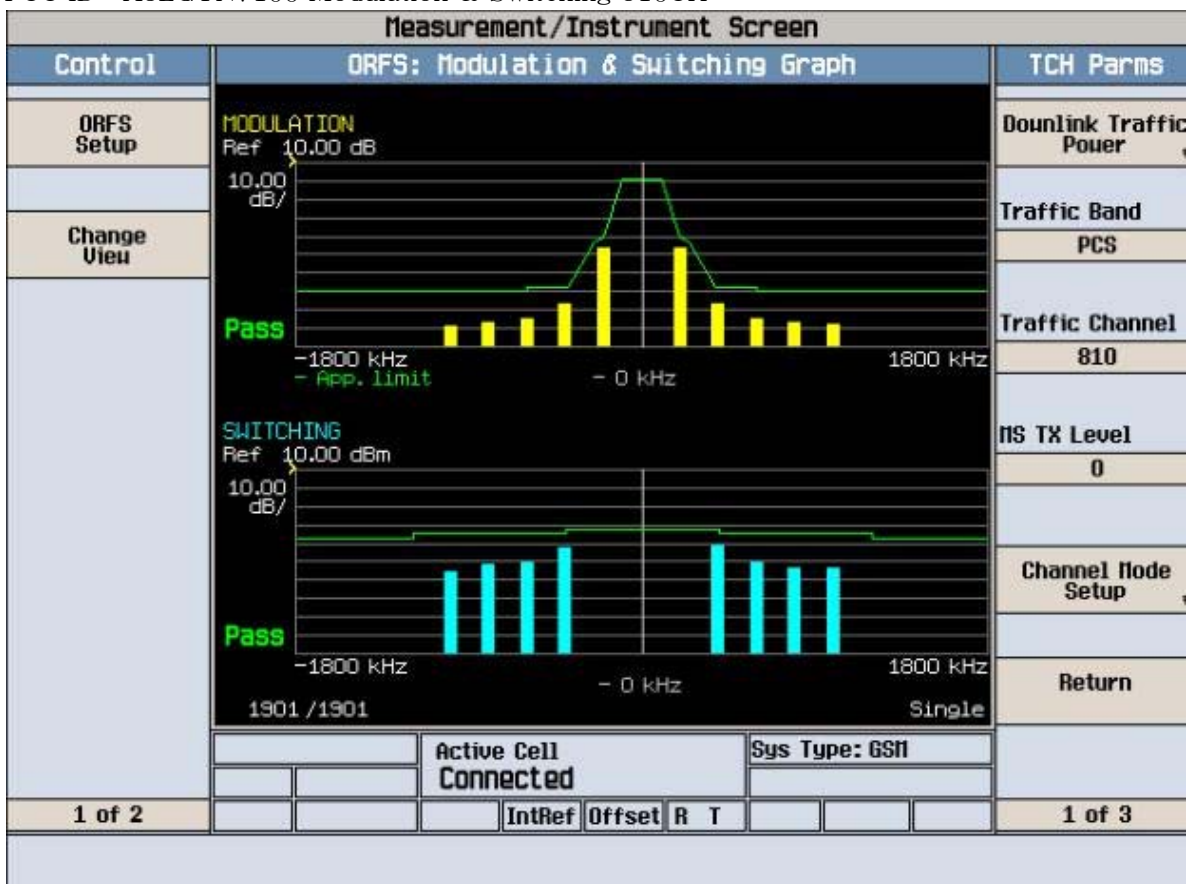 Modulation & Switching
Measurement/Instrument Screen
Control
ORFS: Modulation & Switching Graph
TCH Parms
ORFS
Setup
Change
View
MODULATION
Ref 10.00 dB
10.00
dB/
Pass
-1800 kHz
1800 kHz
- App. limit
- 0 kHz
SWITCHING
Ref 10.00 dBm
10.00
dB/
Pass
-1800 kHz
1800 kHz
- 0 kHz
1901/1901
Single
Downlink Traffic
Power
Traffic Band
PCS
Traffic Channel
810
MS TX Level
0
Channel Mode
Setup
Return
Active Cell
Connected
Sys Type: GSM
1 of 2
IntRef
Offset
R T
1 of 3